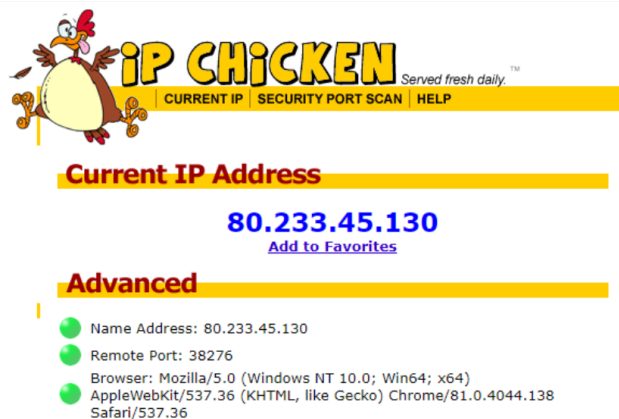 iP CHiCKEN Served fresh daily. ™
CURRENT IP | SECURITY PORT SCAN | HELP
Current IP Address
80.233.45.130
Add to Favorites
Advanced
Name Address: 80.233.45.130
Remote Port: 38276
Browser: Mozilla/5.0 (Windows NT 10.0; Win64; x64)
AppleWebKit/537.36 (KHTML, like Gecko) Chrome/81.0.4044.138
Safari/537.36